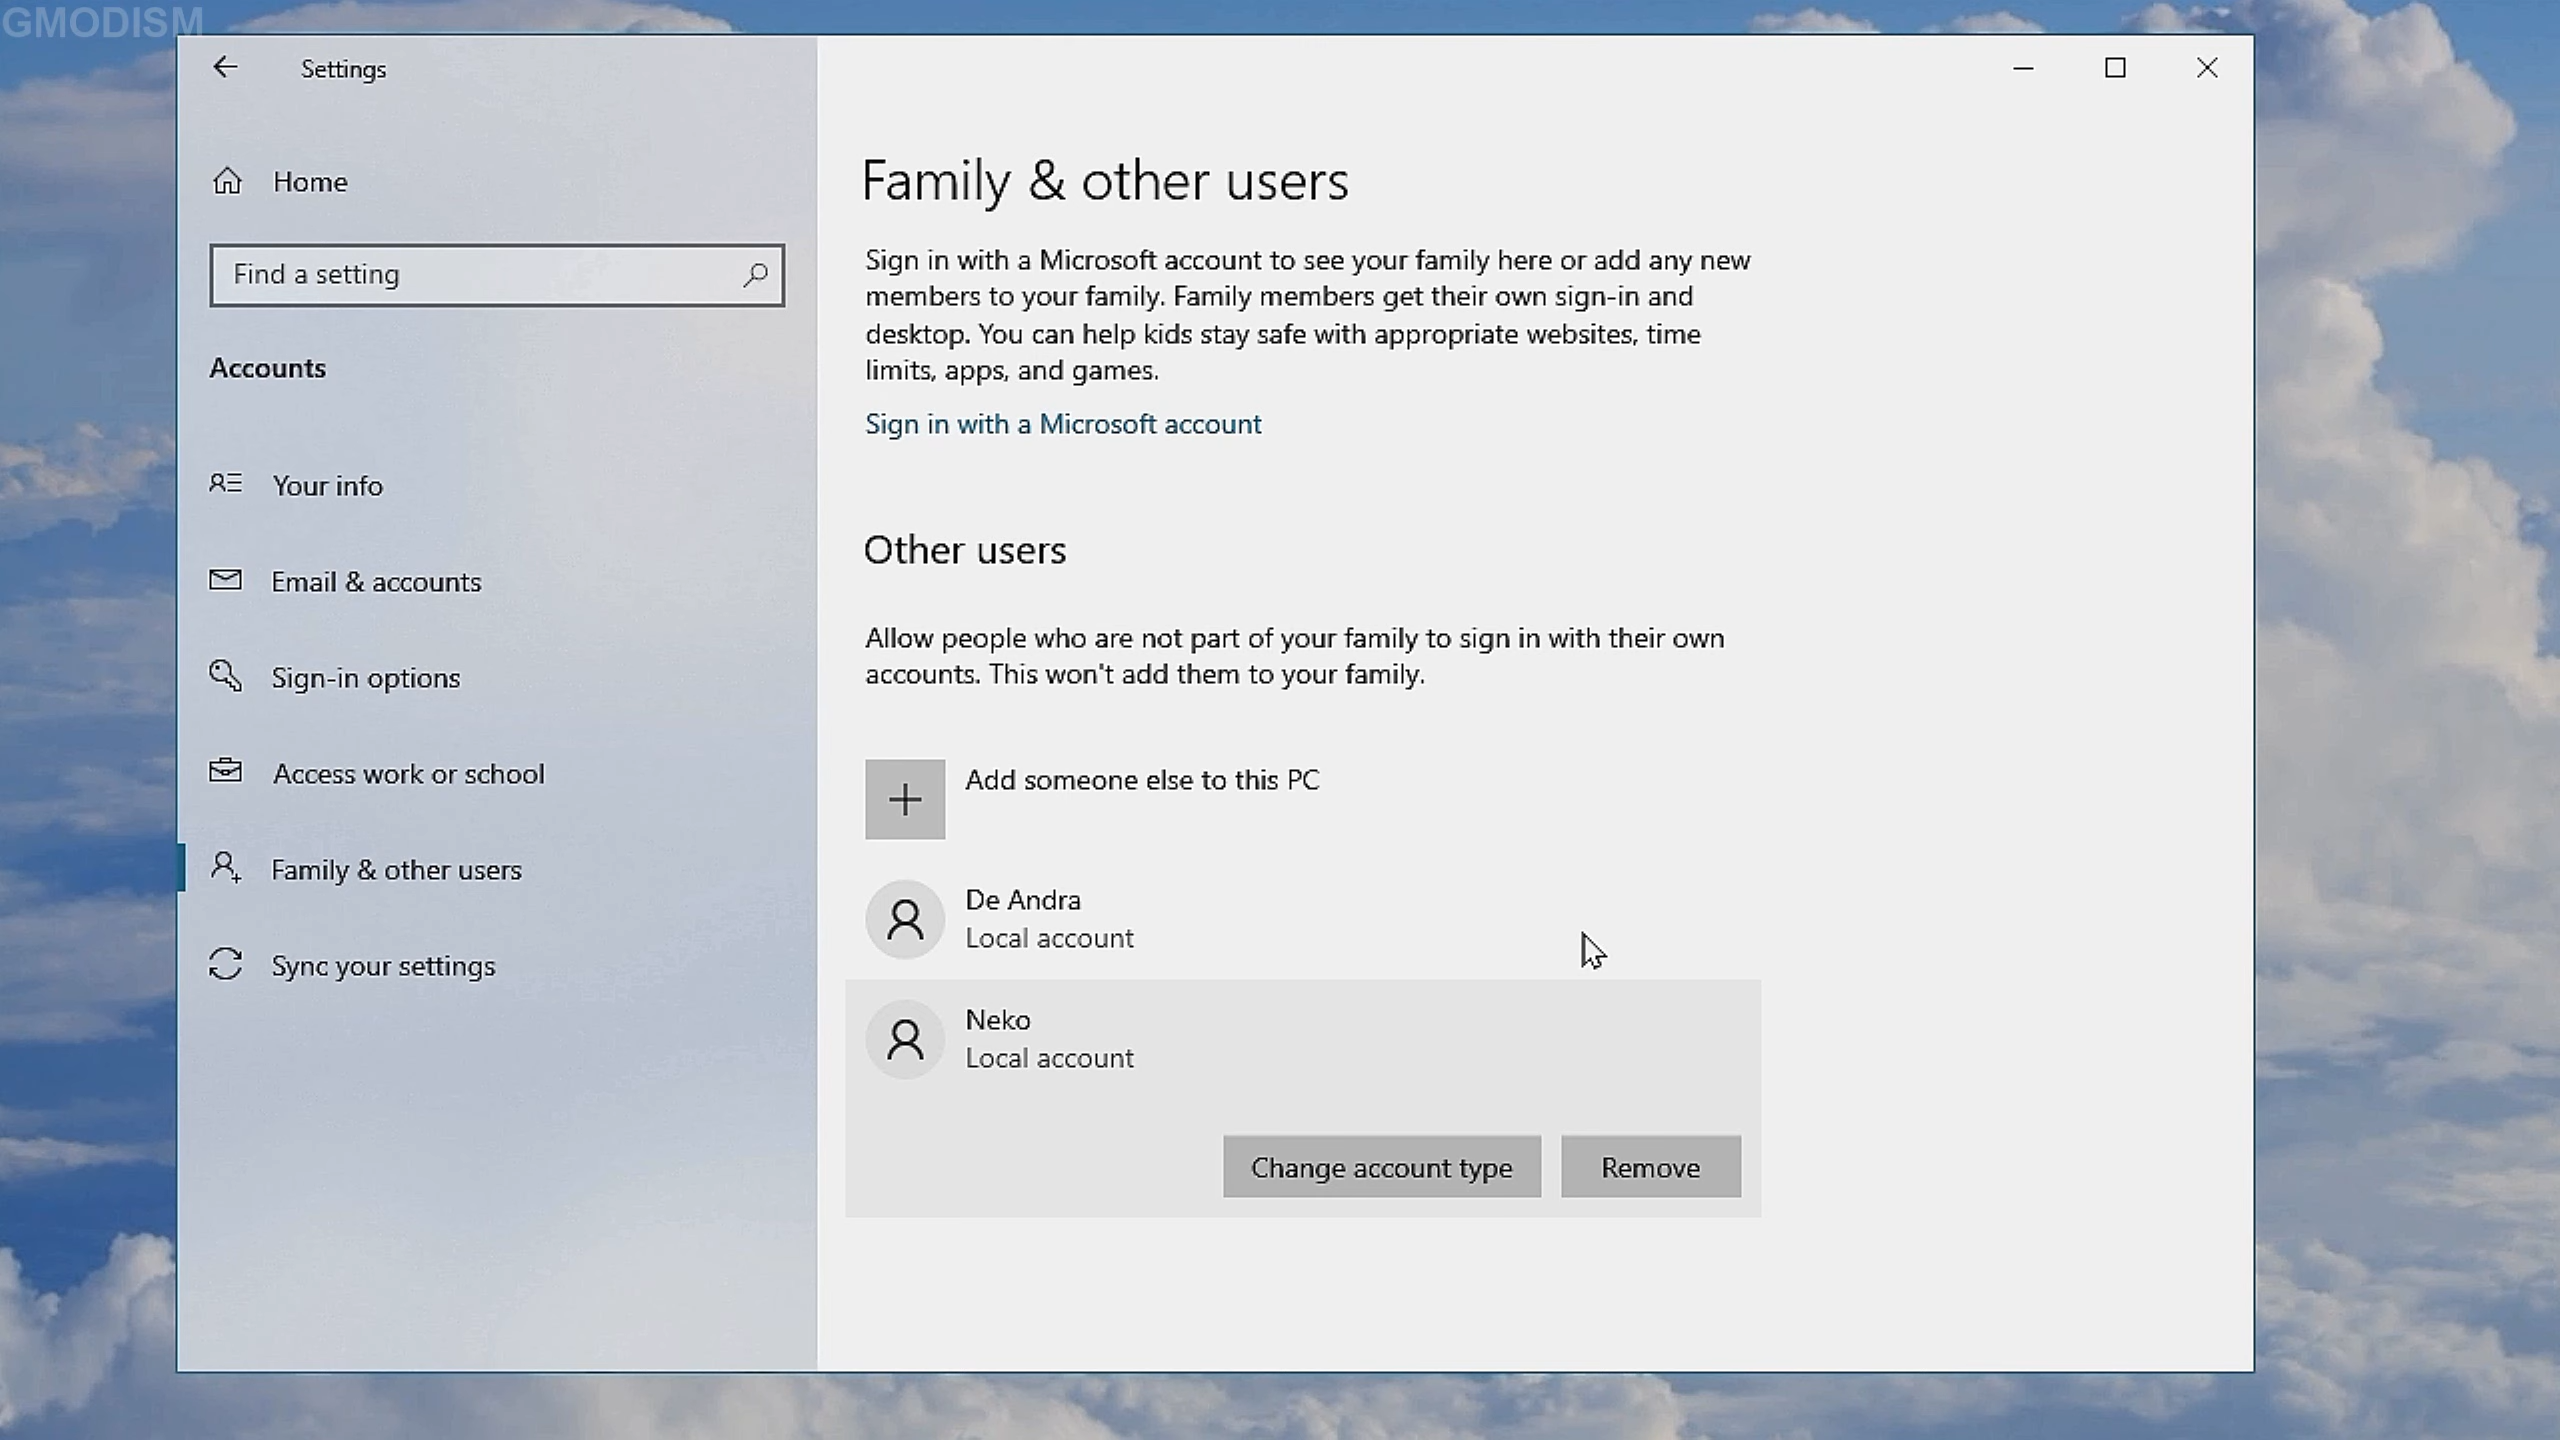 GMODISM
Settings
Home
Find a setting
Accounts
Your info
Email & accounts
Sign-in options
Access work or school
Family & other users
Sync your settings
Family & other users
Sign in with a Microsoft account to see your family here or add any new
members to your family. Family members get their own sign-in and
desktop. You can help kids stay safe with appropriate websites, time
limits, apps, and games.
Sign in with a Microsoft account
Other users
Allow people who are not part of your family to sign in with their own
accounts. This won't add them to your family.
Add someone else to this PC
De Andra
Local account
Neko
Local account
Change account type
Remove